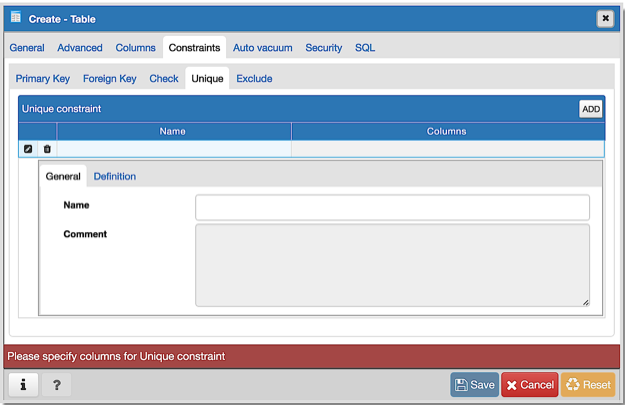 Create - Table
General Advanced Columns Constraints Auto vacuum Security SQL
Primary Key Foreign Key Check Unique Exclude
Unique constraint ADD
Name Columns
General Definition
Name
Comment
Please specify columns for Unique constraint
i ? Save Cancel Reset